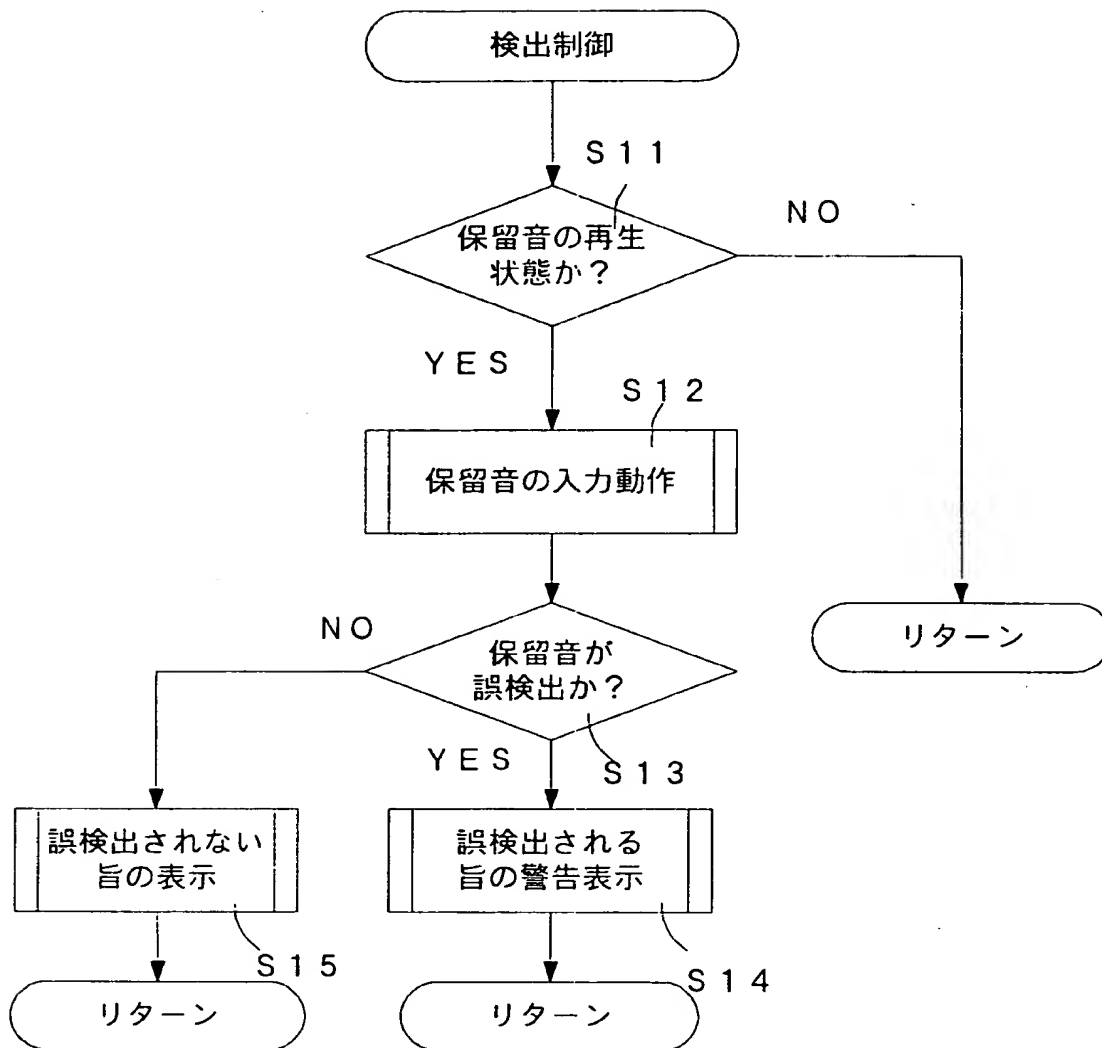 検出制御
S11
保留音の再生
状態か?
NO
YES
S12
保留音の入力動作
NO
保留音が
誤検出か?
リターン
YES
S13
誤検出されない
旨の表示
誤検出される
旨の警告表示
S15
S14
リターン
リターン